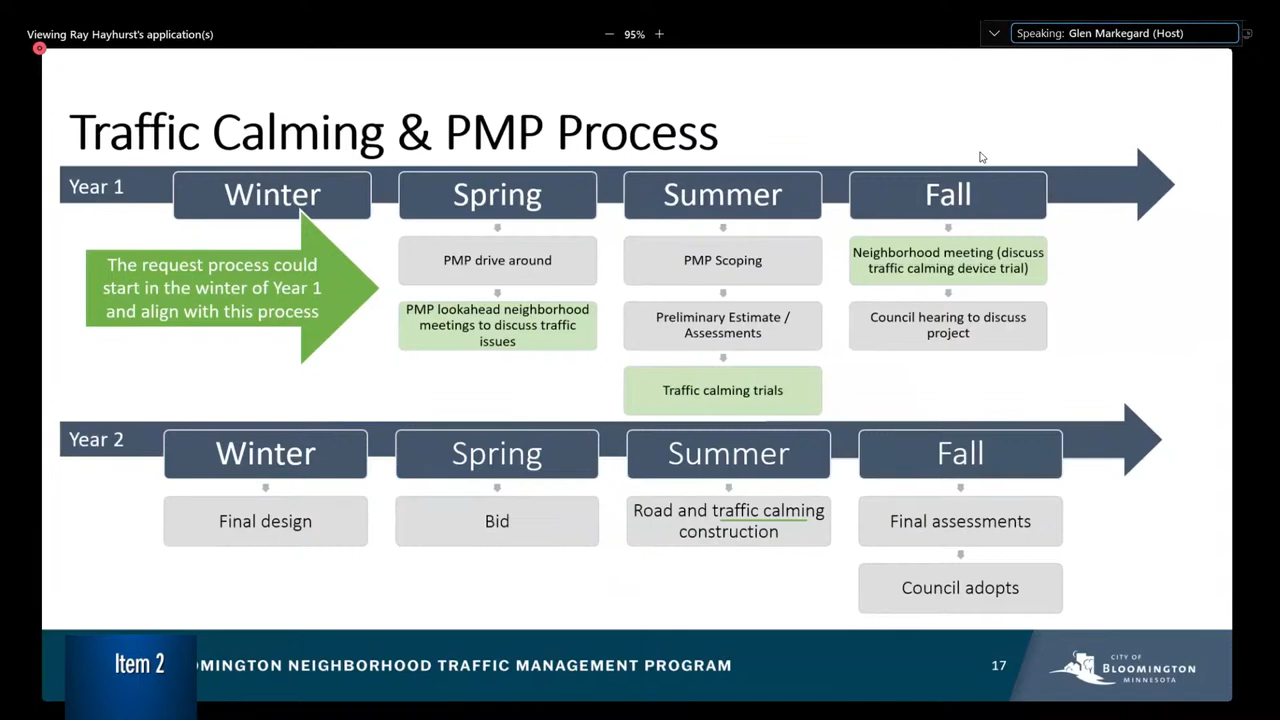 Viewing Ray Hayhurst's application(s)
95%
Speaking: Glen Markegard (Host)
Traffic Calming & PMP Process
Year 1
Winter
Spring
Summer
Fall
The request process could
start in the winter of Year 1
and align with this process
PMP drive around
PMP lookahead neighborhood
meetings to discuss traffic
issues
PMP Scoping
Preliminary Estimate /
Assessments
Traffic calming trials
Neighborhood meeting (discuss
traffic calming device trial)
Council hearing to discuss
project
Year 2
Winter
Spring
Summer
Fall
Final design
Bid
Road and traffic calming
construction
Final assessments
Council adopts
Item 2
OMINGTON NEIGHBORHOOD TRAFFIC MANAGEMENT PROGRAM
17
CITY OF
BLOOMINGTON
MINNESOTA